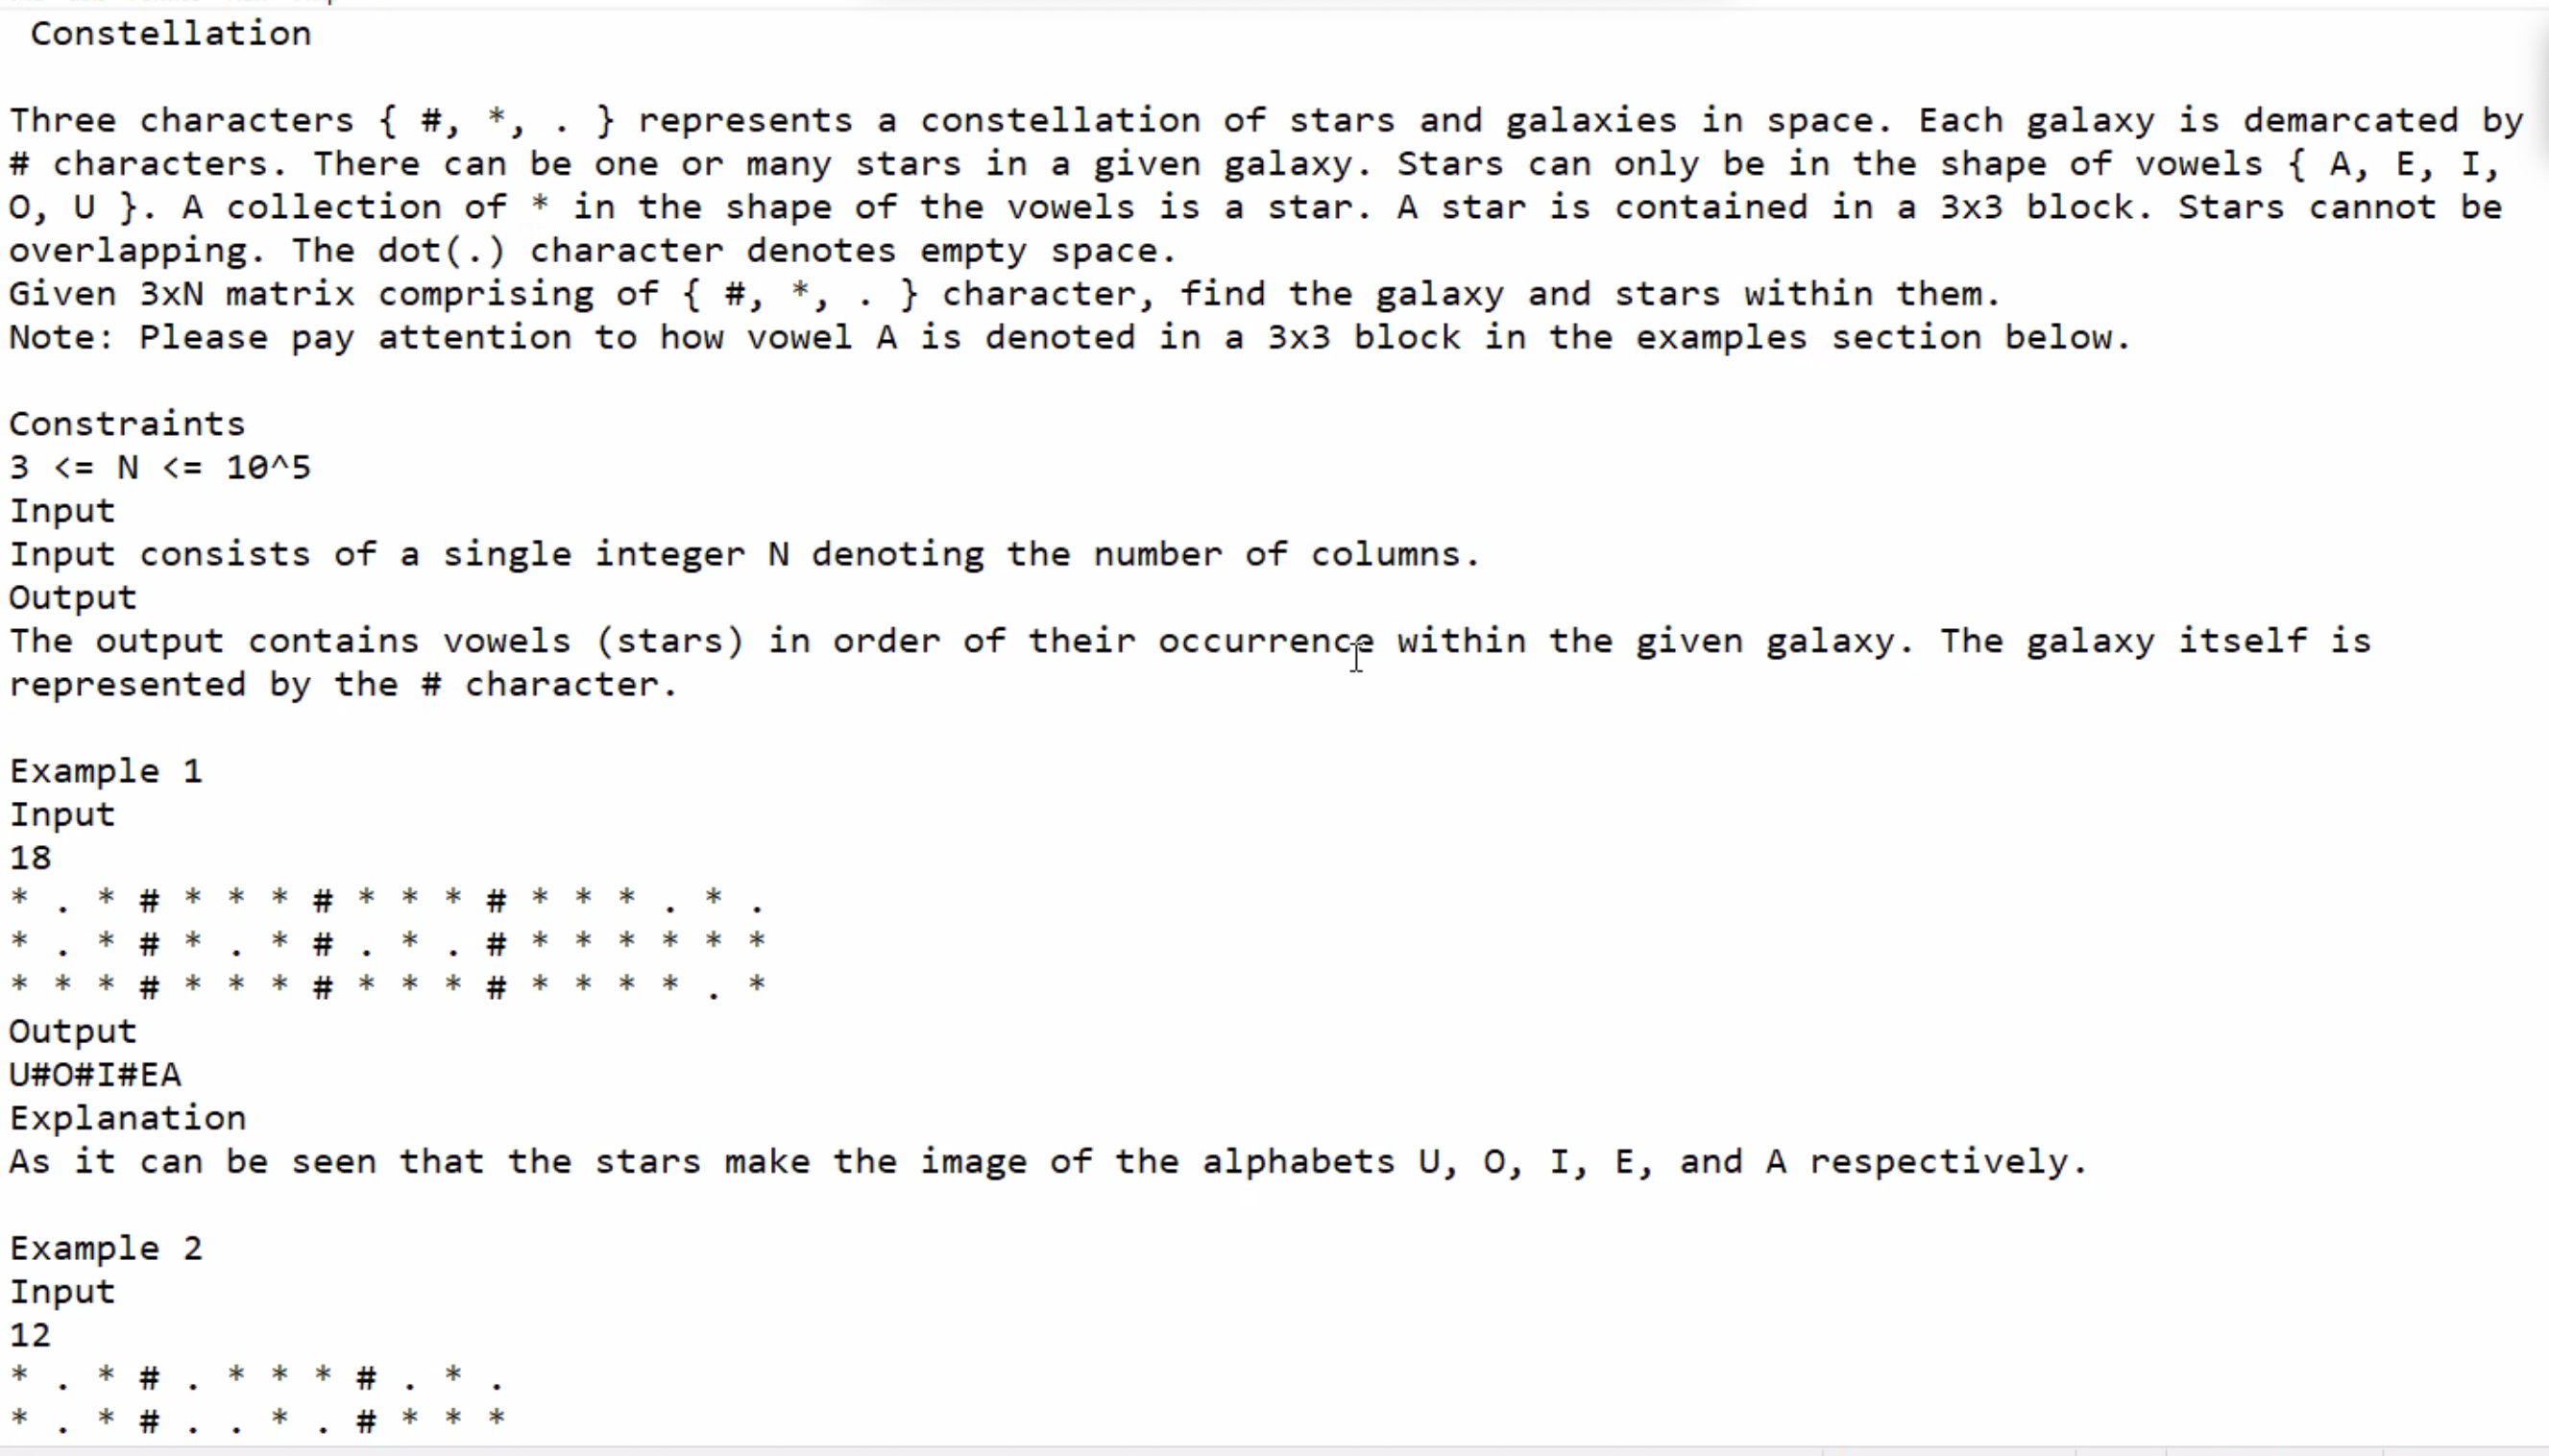 Constellation
Three characters { #, *, . } represents a constellation of stars and galaxies in space. Each galaxy is demarcated by
# characters. There can be one or many stars in a given galaxy. Stars can only be in the shape of vowels { A, E, I,
O, U }. A collection of * in the shape of the vowels is a star. A star is contained in a 3x3 block. Stars cannot be
overlapping. The dot(.) character denotes empty space.
Given 3xN matrix comprising of { #, *, . } character, find the galaxy and stars within them.
Note: Please pay attention to how vowel A is denoted in a 3x3 block in the examples section below.
Constraints
3 <= N <= 10^5
Input
Input consists of a single integer N denoting the number of columns.
Output
The output contains vowels (stars) in order of their occurrence within the given galaxy. The galaxy itself is
represented by the # character.
Example 1
Input
18
* . * # * * * # * * * # * * * . * .
* . * # * . * # . * . # * * * * * *
* * * # * * * # * * * # * * * * . *
Output
U#O#I#EA
Explanation
As it can be seen that the stars make the image of the alphabets U, O, I, E, and A respectively.
Example 2
Input
12
* . * # . * * * # . * .
* . * # . . * . # * * *